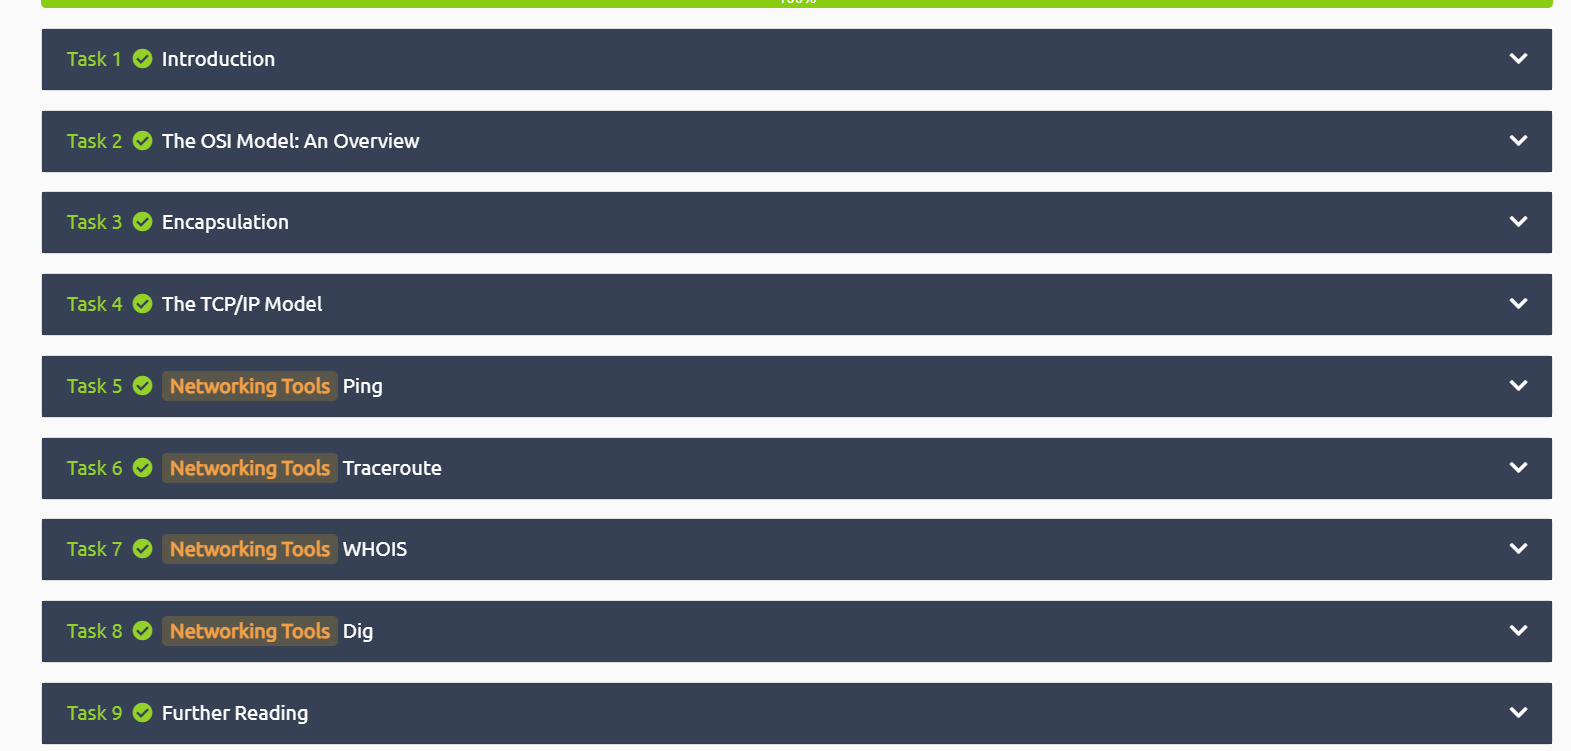 100%
Task 1 Introduction
Task 2 The OSI Model: An Overview
Task 3 Encapsulation
Task 4 The TCP/IP Model
Task 5 Networking Tools Ping
Task 6 Networking Tools Traceroute
Task 7 Networking Tools WHOIS
Task 8 Networking Tools Dig
Task 9 Further Reading